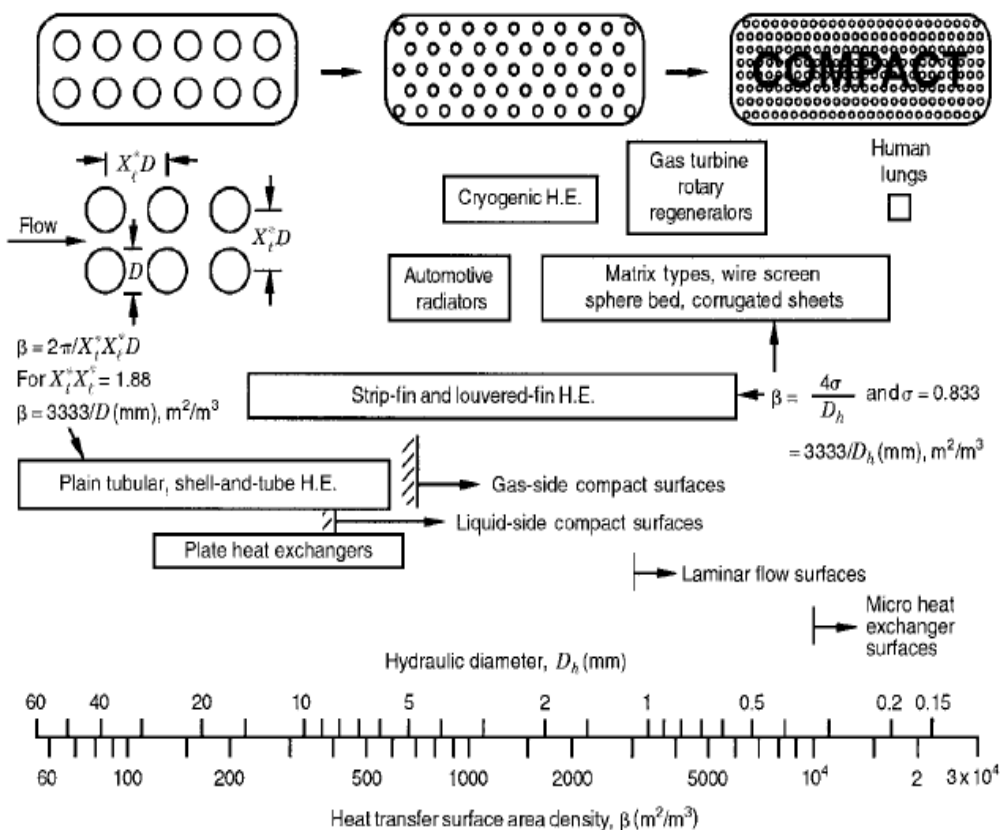 COMPACT
Gas turbine
rotary
regenerators
Human
lungs
Cryogenic H.E.
X*ₜD
Flow
X*ₜD
D
Automotive
radiators
Matrix types, wire screen
sphere bed, corrugated sheets
β = 2π/X*ₜX*ₜD
For X*ₜX*ₜ = 1.88
β = 3333/D (mm), m²/m³
Strip-fin and louvered-fin H.E.
β = 4σ/Dₕ and σ = 0.833
= 3333/Dₕ (mm), m²/m³
Plain tubular, shell-and-tube H.E.
Gas-side compact surfaces
Liquid-side compact surfaces
Plate heat exchangers
Laminar flow surfaces
Micro heat
exchanger
surfaces
Hydraulic diameter, Dₕ (mm)
60 40 20 10 5 2 1 0.5 0.2 0.15
60 100 200 500 1000 2000 5000 10⁴ 2 3 x 10⁴
Heat transfer surface area density, β (m²/m³)